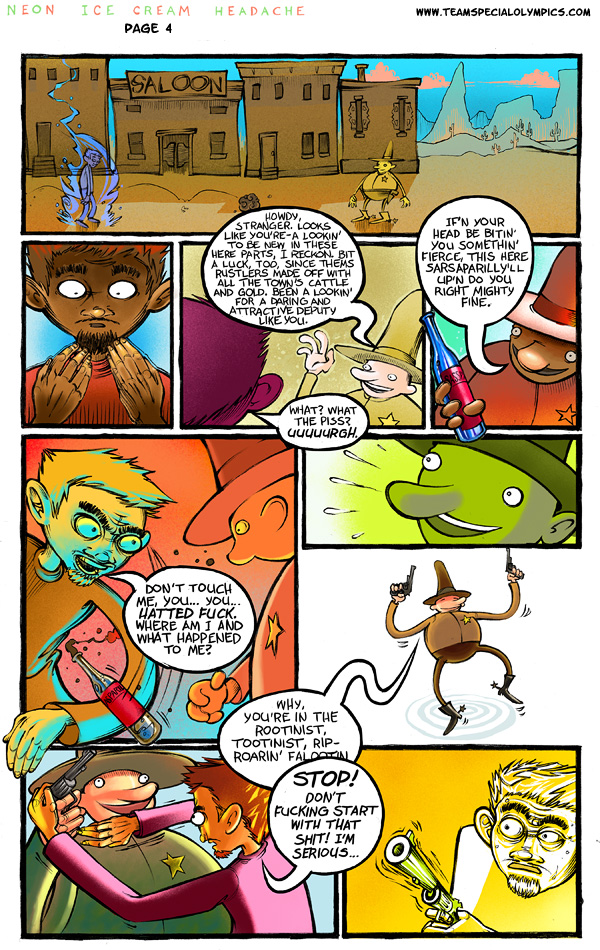 NEON ICE CREAM HEADACHE
WWW.TEAMSPECIALOLYMPICS.COM
PAGE 4
SALOON
HOWDY,
STRANGER. LOOKS
LIKE YOU'RE-A LOOKIN'
TO BE NEW IN THESE
HERE PARTS, I RECKON. BIT
A LUCK, TOO, SINCE THEMS
RUSTLERS MADE OFF WITH
ALL THE TOWN'S CATTLE
AND GOLD. BEEN A LOOKIN'
FOR A DARING AND
ATTRACTIVE DEPUTY
LIKE YOU.
WHAT? WHAT
THE PISS?
UUUUURGH.
IF'N YOUR
HEAD BE BITIN'
YOU SOMETHIN'
FIERCE, THIS HERE
SARSAPARILLY'LL
UP'N DO YOU
RIGHT MIGHTY
FINE.
DON'T TOUCH
ME, YOU... YOU...
HATTED FUCK.
WHERE AM I AND
WHAT HAPPENED
TO ME?
WHY,
YOU'RE IN THE
ROOTINIST,
TOOTINIST, RIP-
ROARIN' FALOOTIN
STOP!
DON'T
FUCKING START
WITH THAT
SHIT! I'M
SERIOUS...